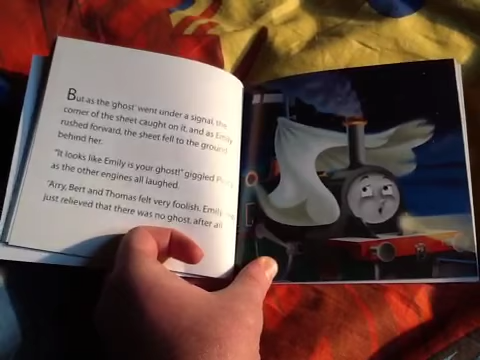 But as the 'ghost' went under a signal, the
corner of the sheet caught on it, and as Emily
rushed forward, the sheet fell to the ground
behind her.
"It looks like Emily is your ghost!" giggled
as the other engines all laughed.
'Arry, Bert and Thomas felt very foolish. Emily
just relieved that there was no ghost, after all